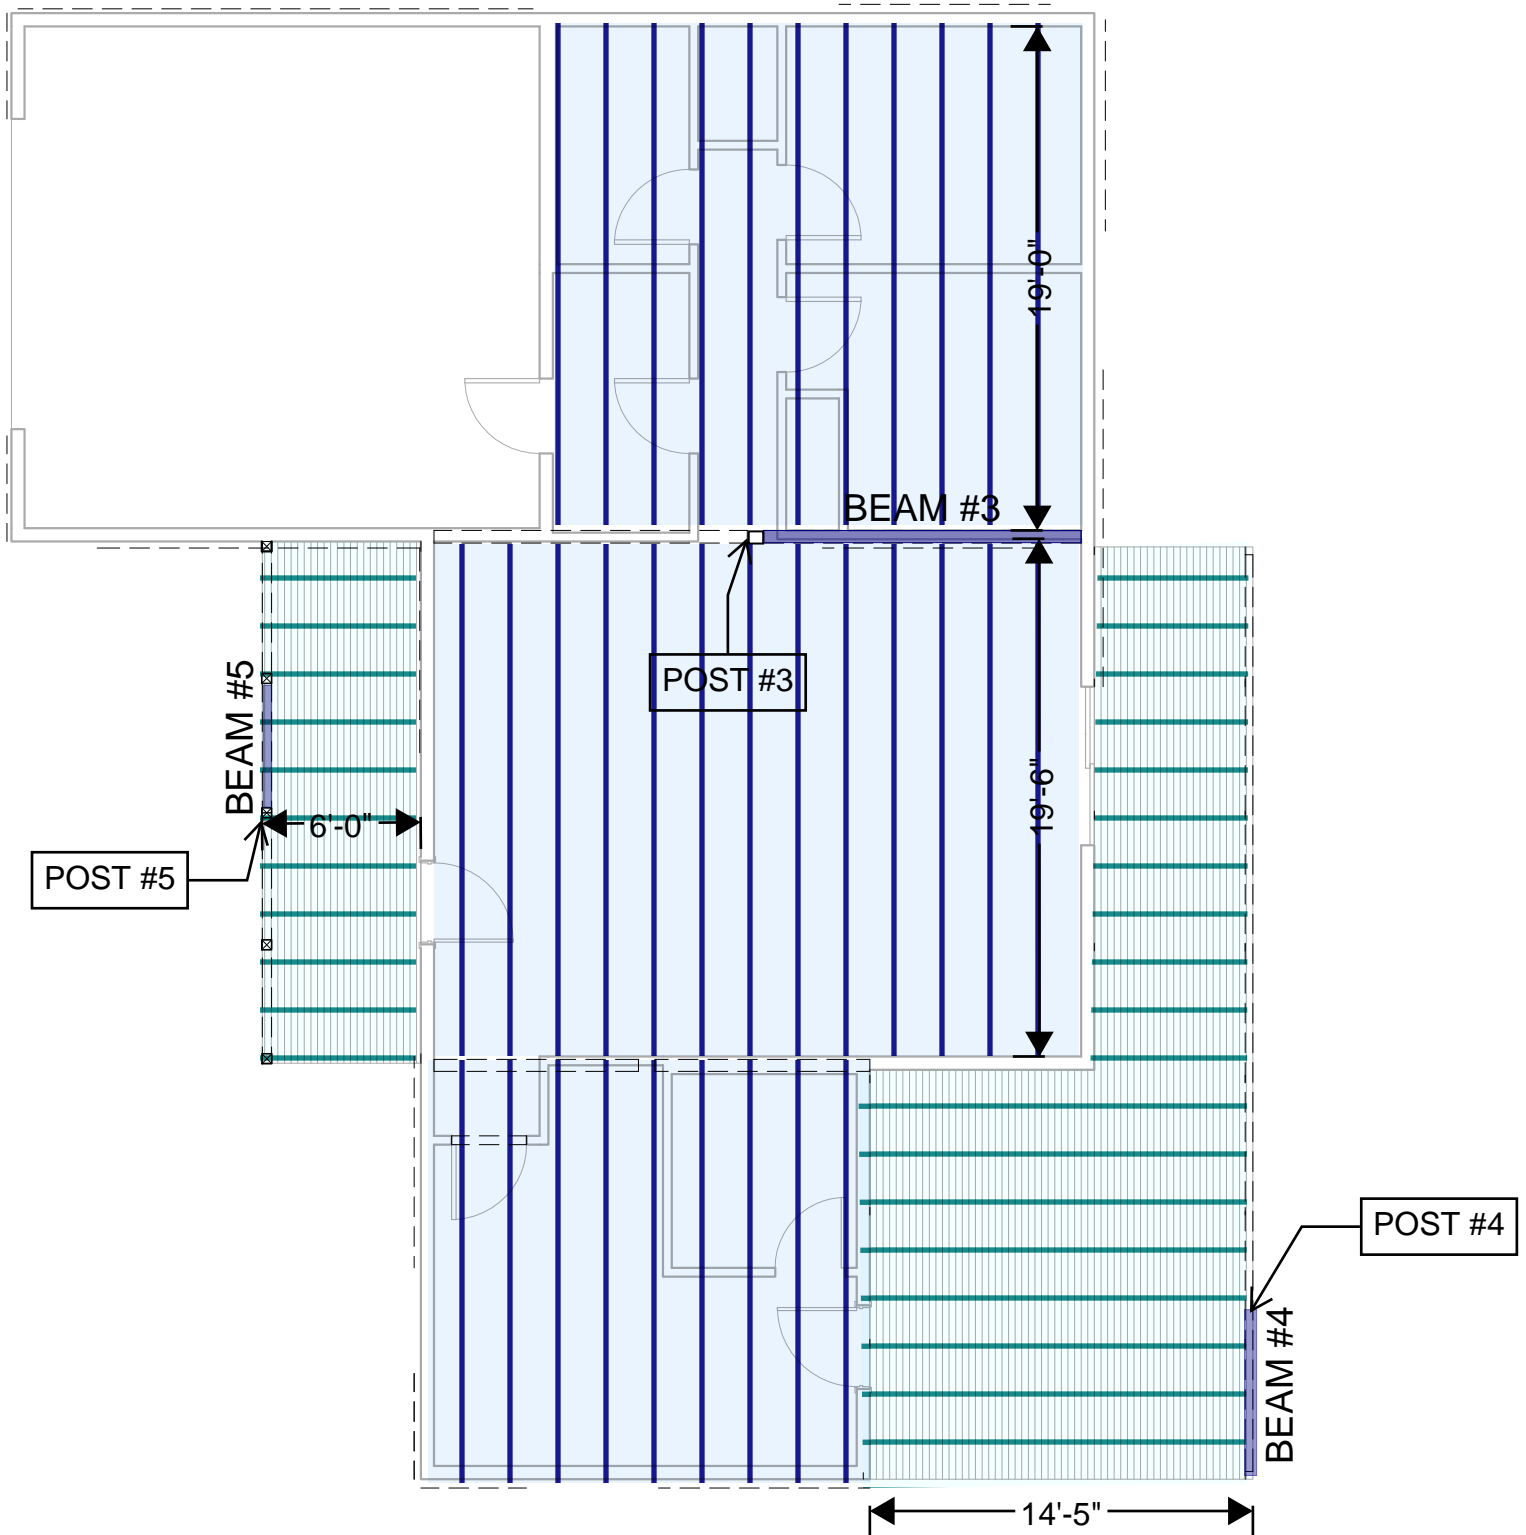 19'-0"
BEAM #3
POST #3
BEAM #5
6'-0"
19'-6"
POST #5
POST #4
BEAM #4
14'-5"